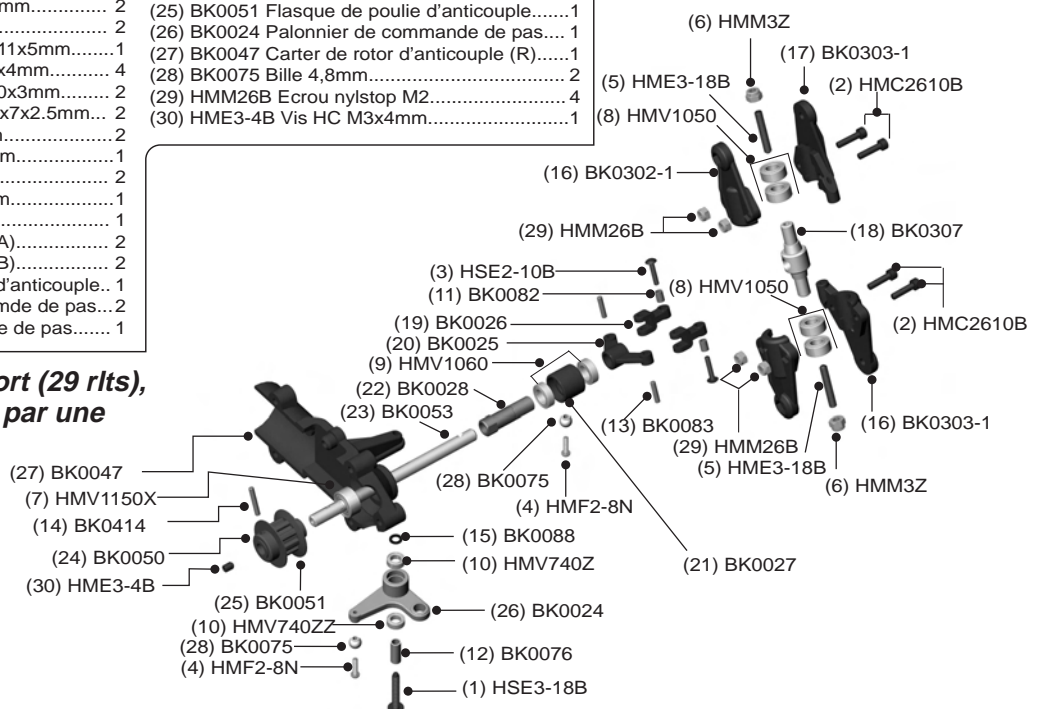 mm.............. 2
.................... 2
11x5mm.......1
x4mm........... 4
0x3mm......... 2
x7x2.5mm... 2
................... 2
m.................1
.................... 2
m.................1
.................... 1
A)................. 2
B)................. 2
d'anticouple.. 1
mde de pas...2
e de pas....... 1
(25) BK0051 Flasque de poulie d'anticouple.......1
(26) BK0024 Palonnier de commande de pas.... 1
(27) BK0047 Carter de rotor d'anticouple (R)......1
(28) BK0075 Bille 4,8mm................................. 2
(29) HMM26B Ecrou nylstop M2....................... 4
(30) HME3-4B Vis HC M3x4mm.......................1
ort (29 rlts),
par une
(6) HMM3Z
(17) BK0303-1
(5) HME3-18B
(2) HMC2610B
(8) HMV1050
(16) BK0302-1
(29) HMM26B
(18) BK0307
(3) HSE2-10B
(8) HMV1050
(11) BK0082
(2) HMC2610B
(19) BK0026
(20) BK0025
(9) HMV1060
(22) BK0028
(23) BK0053
(16) BK0303-1
(13) BK0083
(29) HMM26B
(5) HME3-18B
(6) HMM3Z
(27) BK0047
(28) BK0075
(7) HMV1150X
(4) HMF2-8N
(14) BK0414
(15) BK0088
(24) BK0050
(10) HMV740Z
(21) BK0027
(30) HME3-4B
(25) BK0051
(26) BK0024
(10) HMV740ZZ
(28) BK0075
(12) BK0076
(4) HMF2-8N
(1) HSE3-18B